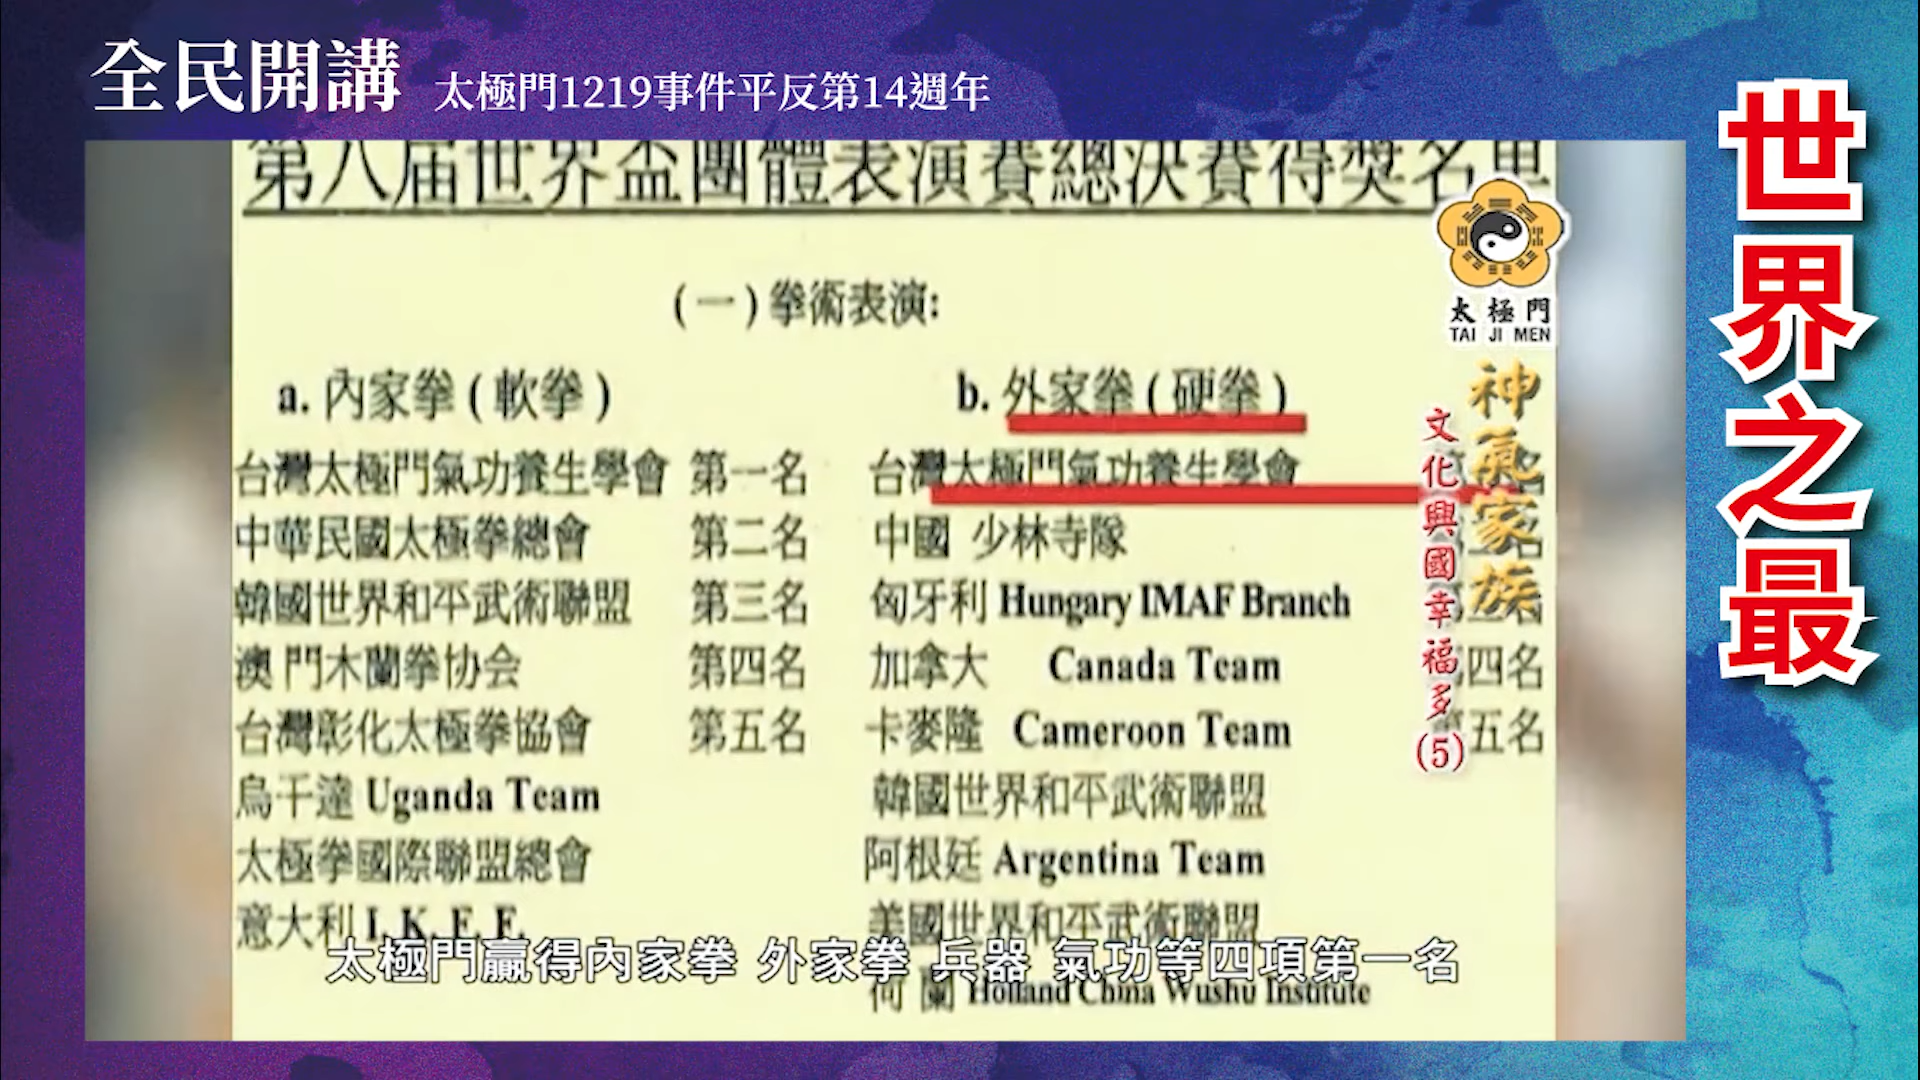 全民開講 太極門1219事件平反第14週年
世界之最
第八届世界盃團體表演賽總決賽得獎名單
太極門
TAI JI MEN
神氣家族
文化興國幸福多(5)
(一)拳術表演:
a. 內家拳(軟拳)
台灣太極門氣功養生學會 第一名
中華民國太極拳總會 第二名
韓國世界和平武術聯盟 第三名
澳門木蘭拳协会 第四名
台灣彰化太極拳協會 第五名
烏干達 Uganda Team
太極拳國際聯盟總會
意大利 I. K. F. F.
b. 外家拳(硬拳)
台灣太極門氣功養生學會 名
中國 少林寺隊 名
匈牙利 Hungary IMAF Branch 名
加拿大 Canada Team 四名
卡麥隆 Cameroon Team 五名
韓國世界和平武術聯盟
阿根廷 Argentina Team
美國世界和平武術聯盟
荷蘭 Holland China Wushu Institute
太極門贏得內家拳 外家拳 兵器 氣功等四項第一名